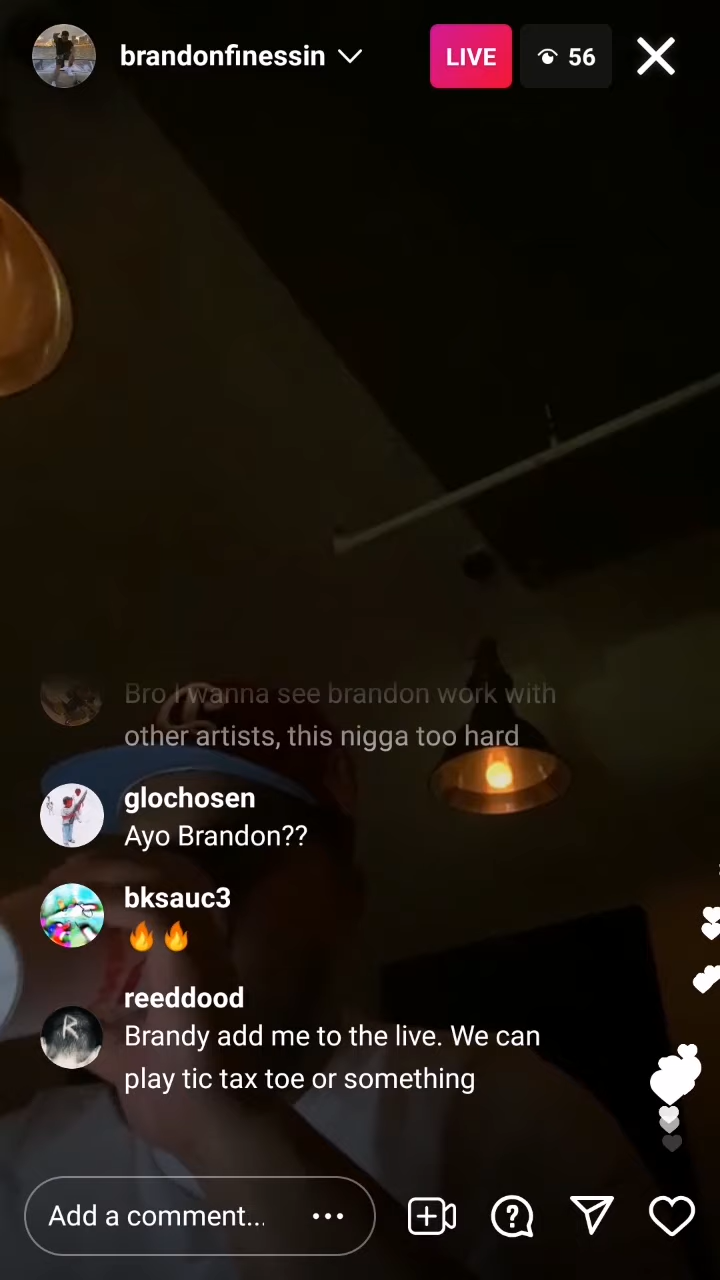 brandonfinessin
LIVE
56
Bro I wanna see brandon work with
other artists, this nigga too hard
glochosen
Ayo Brandon??
bksauc3
🔥🔥
reeddood
Brandy add me to the live. We can
play tic tax toe or something
Add a comment...